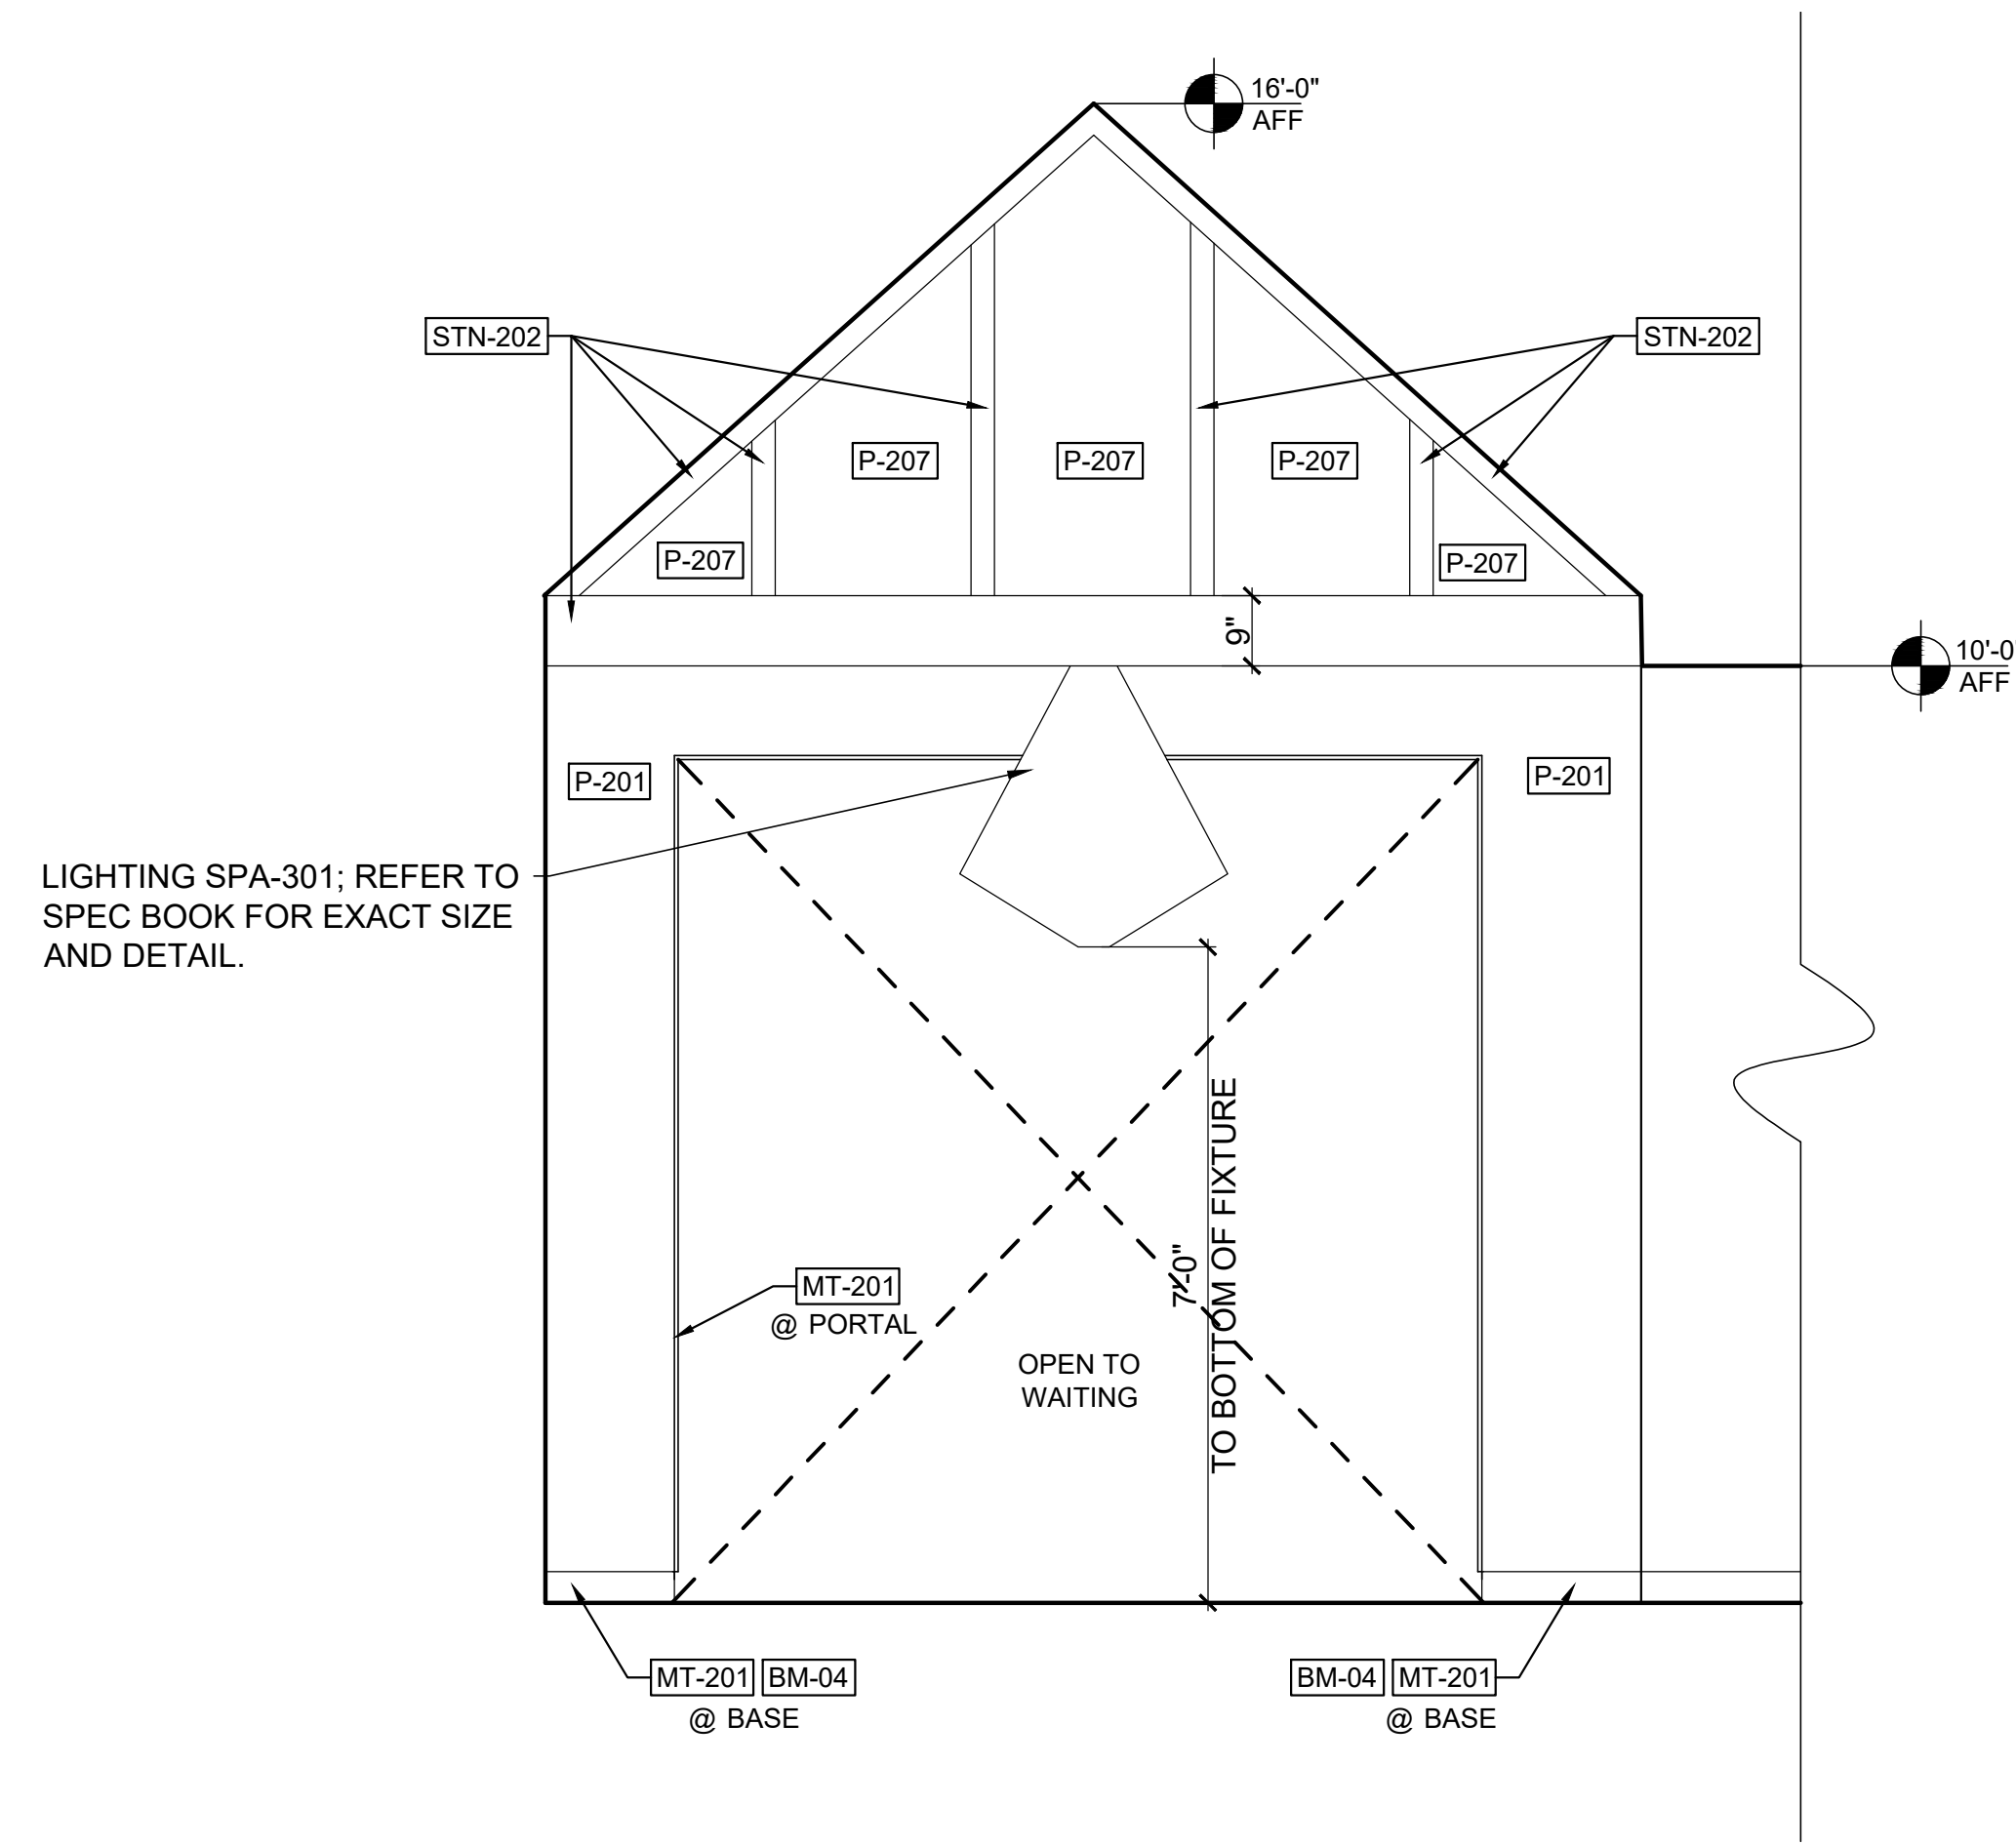 16'-0"
AFF
STN-202
STN-202
P-207
P-207
P-207
P-207
P-207
9"
10'-0"
AFF
P-201
P-201
LIGHTING SPA-301; REFER TO
SPEC BOOK FOR EXACT SIZE
AND DETAIL.
7'-0"
TO BOTTOM OF FIXTURE
MT-201
@ PORTAL
OPEN TO
WAITING
MT-201 BM-04
@ BASE
BM-04 MT-201
@ BASE